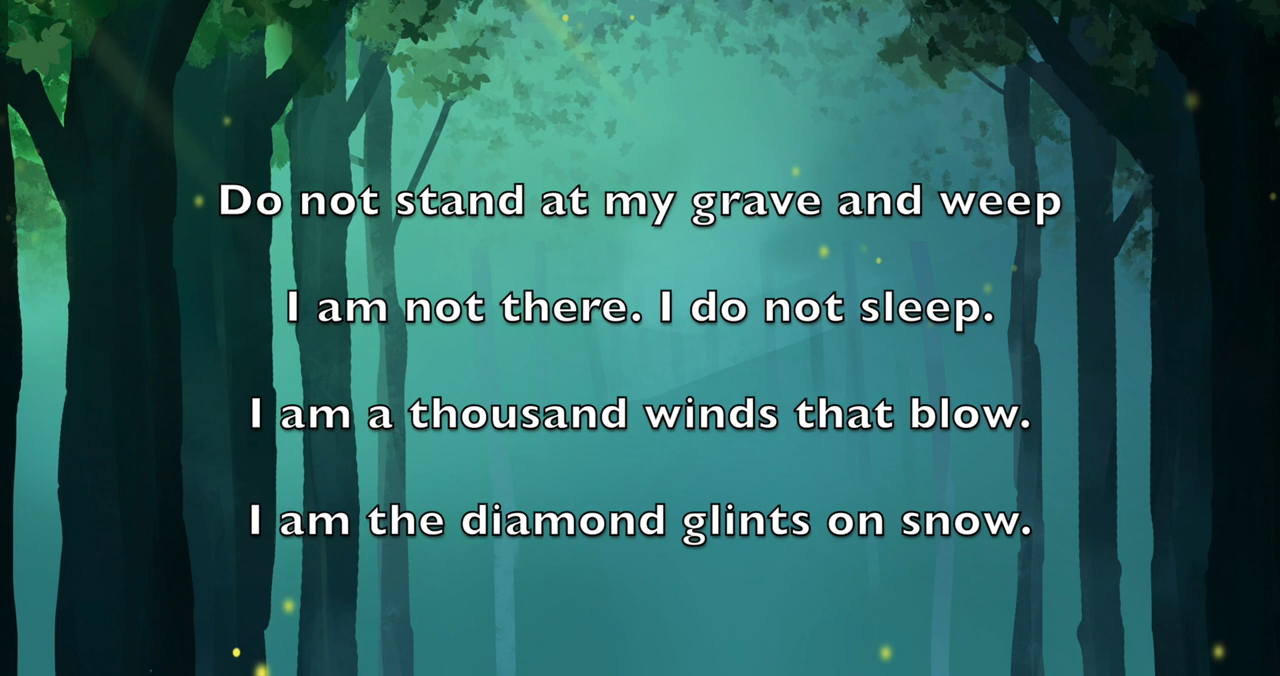 Do not stand at my grave and weep
I am not there. I do not sleep.
I am a thousand winds that blow.
I am the diamond glints on snow.